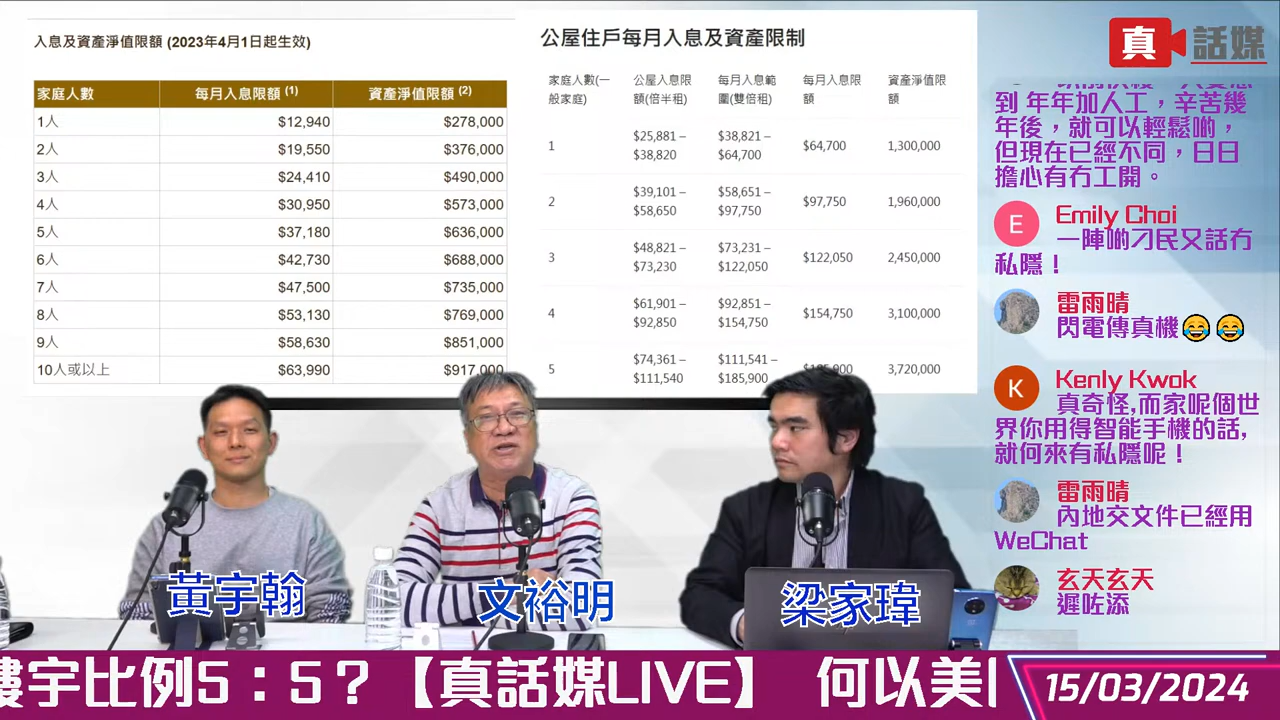 入息及資產淨值限額 (2023年4月1日起生效)
家庭人數 每月入息限額 (1) 資產淨值限額 (2)
1人 $12,940 $278,000
2人 $19,550 $376,000
3人 $24,410 $490,000
4人 $30,950 $573,000
5人 $37,180 $636,000
6人 $42,730 $688,000
7人 $47,500 $735,000
8人 $53,130 $769,000
9人 $58,630 $851,000
10人或以上 $63,990 $917,000
公屋住戶每月入息及資產限制
家庭人數(一 公屋入息限 每月入息範 每月入息限 資產淨值限
般家庭) 額(倍半租) 圍(雙倍租) 額 額
1 $25,881 – $38,821 – $64,700 1,300,000
$38,820 $64,700
2 $39,101 – $58,651 – $97,750 1,960,000
$58,650 $97,750
3 $48,821 – $73,231 – $122,050 2,450,000
$73,230 $122,050
4 $61,901 – $92,851 – $154,750 3,100,000
$92,850 $154,750
5 $74,361 – $111,541 – 3,720,000
$111,540 $185,900
真話媒
到 年年加人工，辛苦幾
年後，就可以輕鬆啲，
但現在已經不同，日日
擔心有冇工開。
E Emily Choi
一陣啲刁民又話冇
私隱！
雷雨晴
閃電傳真機😂😂
K Kenly Kwok
真奇怪,而家呢個世
界你用得智能手機的話,
就何來有私隱呢！
雷雨晴
內地交文件已經用
WeChat
玄天玄天
遲咗添
黃宇翰
文裕明
梁家瑋
樓宇比例5：5？【真話媒LIVE】 何以美
15/03/2024